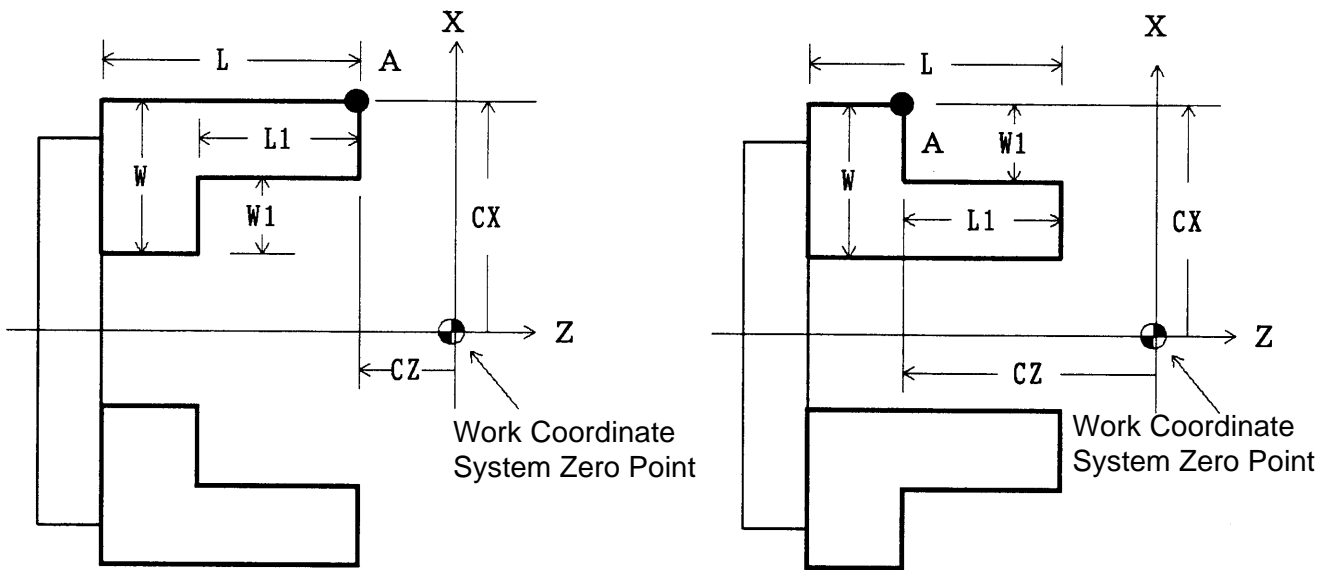 X
L
A
L1
W
W1
CX
Z
CZ
Work Coordinate
System Zero Point
X
L
A
W1
W
L1
CX
Z
CZ
Work Coordinate
System Zero Point